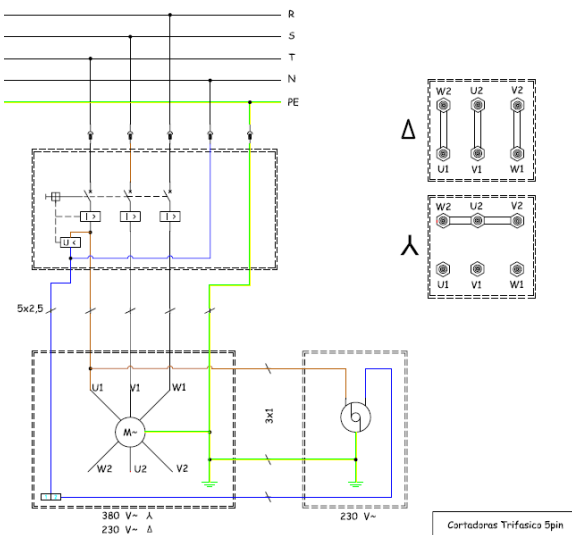 R
S
T
N
PE
W2 U2 V2
Δ
U1 V1 W1
W2 U2 V2
U1 V1 W1
I > I > I >
U <
5x2,5
U1 V1 W1
M~
W2 U2 V2
3x1
380 V~ ⅄
230 V~ Δ
230 V~
Cortadoras Trifasico 5pin